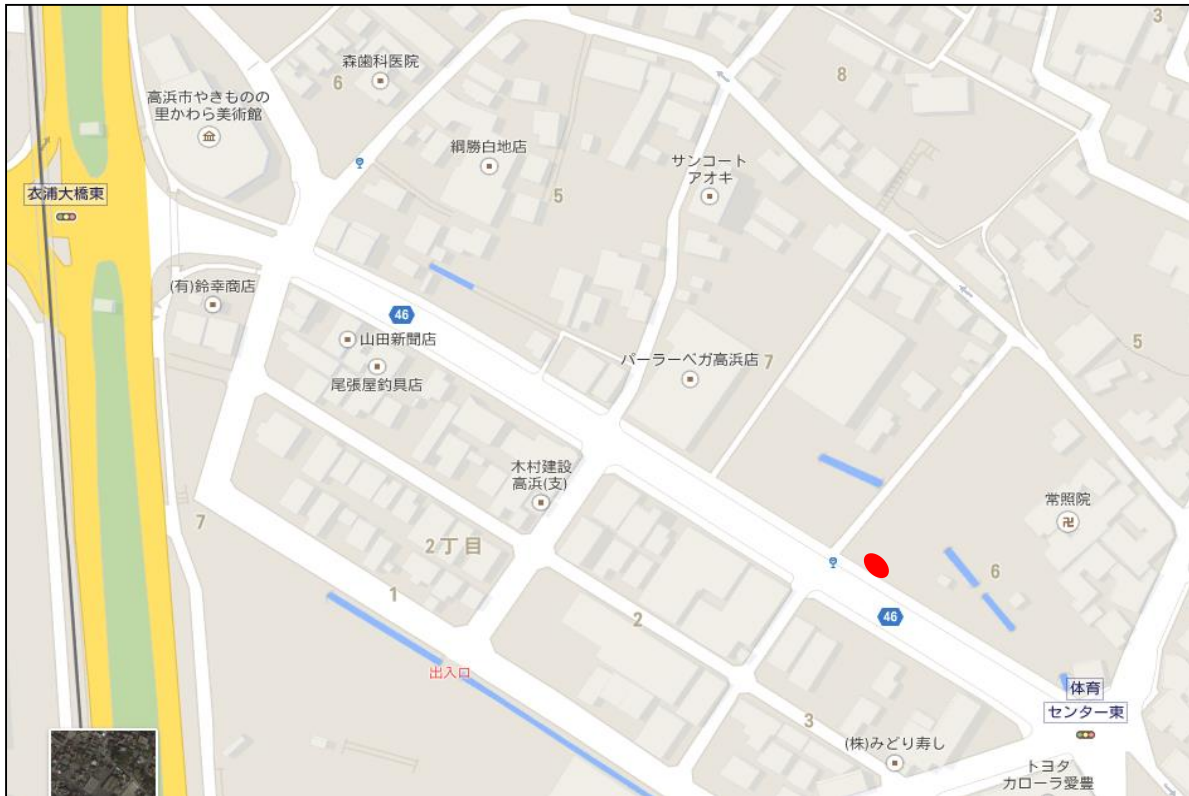 3
森歯科医院
6
8
高浜市やきものの
里かわら美術館
綱勝白地店
サンコート
アオキ
5
衣浦大橋東
(有)鈴幸商店
46
山田新聞店
尾張屋釣具店
パーラーベガ高浜店
7
5
木村建設
高浜(支)
常照院
7
2丁目
1
2
6
46
出入口
体育
センター東
3
(株)みどり寿し
トヨタ
カローラ愛豊